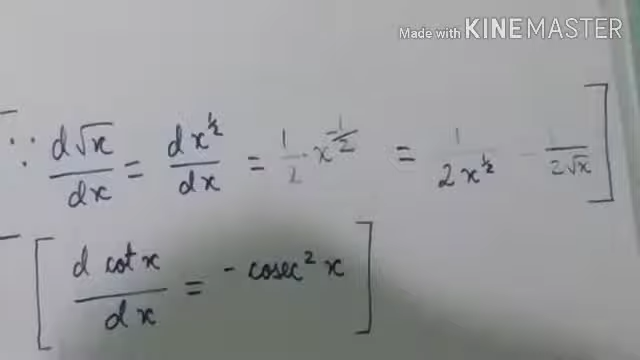 Made with KINEMASTER
∵ d√x/dx = dx^½/dx = 1/2 · x^-1/2 = 1/2x^½ - 1/2√x ]
[ d cot x/dx = - cosec² x ]